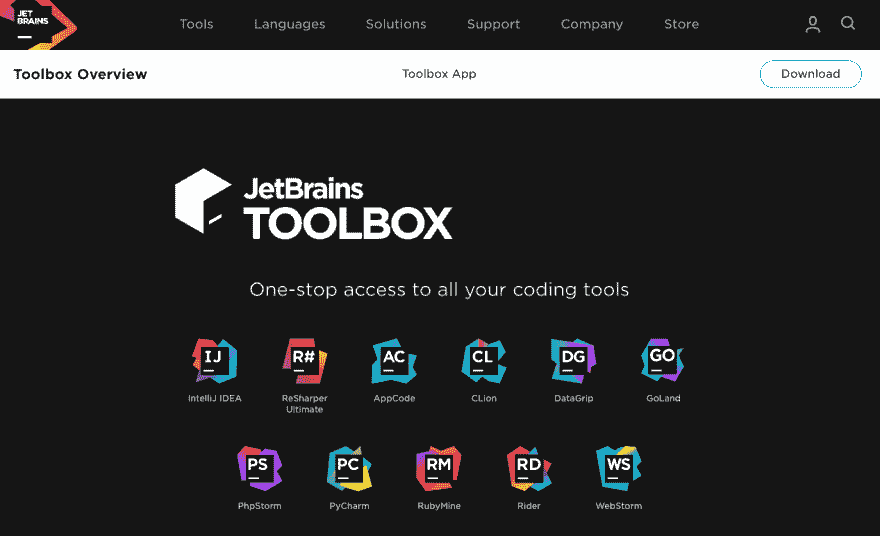 JET
BRAINS
Tools Languages Solutions Support Company Store
Toolbox Overview Toolbox App Download
JetBrains
TOOLBOX
One-stop access to all your coding tools
IJ R# AC CL DG GO
IntelliJ IDEA ReSharper Ultimate AppCode CLion DataGrip GoLand
PS PC RM RD WS
PhpStorm PyCharm RubyMine Rider WebStorm